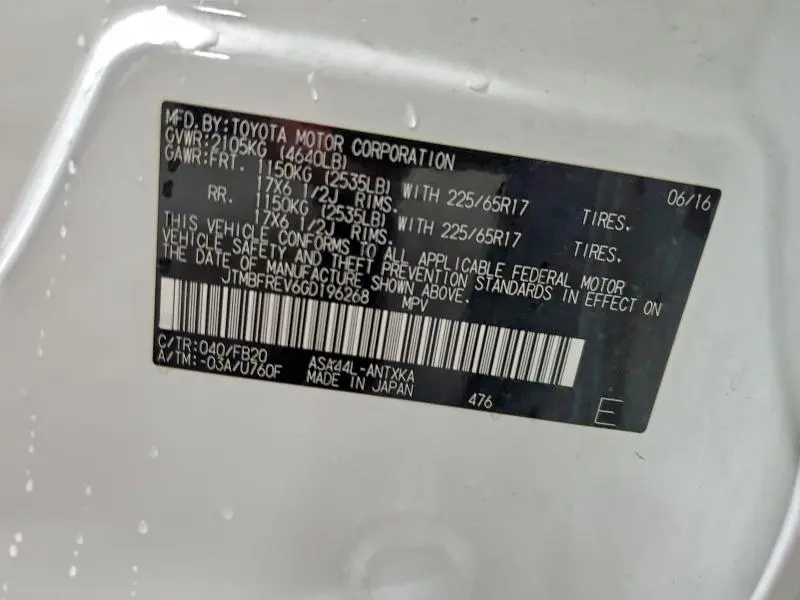 MFD.BY:TOYOTA MOTOR CORPORATION 06/16
GVWR:2105KG (4640LB)
GAWR:FRT. 1150KG (2535LB) WITH 225/65R17 TIRES.
17X6 1/2J RIMS.
RR. 1150KG (2535LB) WITH 225/65R17 TIRES.
17X6 1/2J RIMS.
THIS VEHICLE CONFORMS TO ALL APPLICABLE FEDERAL MOTOR
VEHICLE SAFETY AND THEFT PREVENTION STANDARDS IN EFFECT ON
THE DATE OF MANUFACTURE SHOWN ABOVE.
JTMBFREV6GD196268 MPV
C/TR:040/FB20 ASA44L-ANTXKA
A/TM:-03A/U760F MADE IN JAPAN 476 E